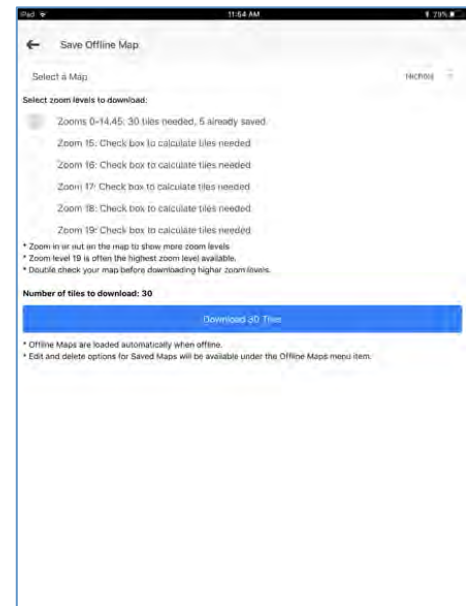 iPad 11:54 AM 79%
Save Offline Map
Select a Map Nichols
Select zoom levels to download:
Zooms 0-14.45: 30 tiles needed, 5 already saved
Zoom 15: Check box to calculate tiles needed
Zoom 16: Check box to calculate tiles needed
Zoom 17: Check box to calculate tiles needed
Zoom 18: Check box to calculate tiles needed
Zoom 19: Check box to calculate tiles needed
* Zoom in or out on the map to show more zoom levels
* Zoom level 19 is often the highest zoom level available.
* Double check your map before downloading higher zoom levels.
Number of tiles to download: 30
Download 30 Tiles
* Offline Maps are loaded automatically when offline.
* Edit and delete options for Saved Maps will be available under the Offline Maps menu item.